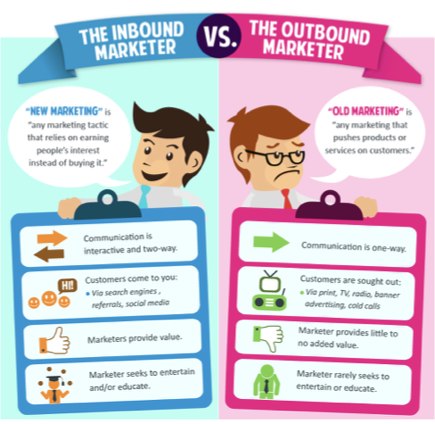 THE INBOUND
MARKETER
VS.
THE OUTBOUND
MARKETER
"NEW MARKETING" is
"any marketing tactic
that relies on earning
people's interest
instead of buying it."
"OLD MARKETING" is
"any marketing that
pushes products or
services on customers."
Communication is
interactive and two-way.
HI!
Customers come to you:
• Via search engines,
referrals, social media
Marketers provide value.
Marketer seeks to entertain
and/or educate.
Communication is one-way.
Customers are sought out:
• Via print, TV, radio, banner
advertising, cold calls
Marketer provides little to
no added value.
Marketer rarely seeks to
entertain or educate.